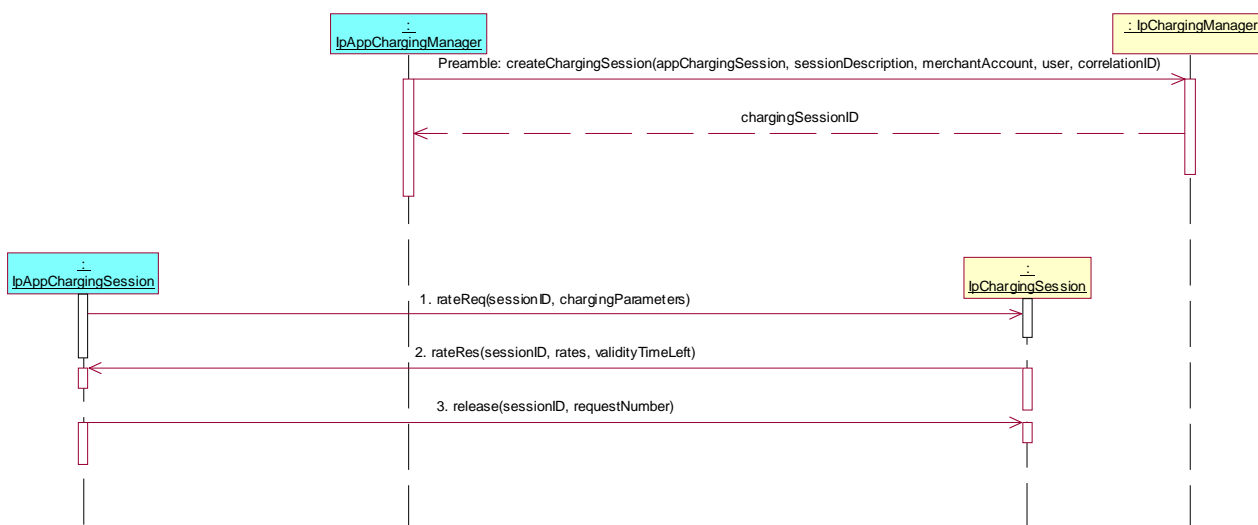 :
IpAppChargingManager
: IpChargingManager
Preamble: createChargingSession(appChargingSession, sessionDescription, merchantAccount, user, correlationID)
chargingSessionID
:
IpAppChargingSession
:
IpChargingSession
1. rateReq(sessionID, chargingParameters)
2. rateRes(sessionID, rates, validityTimeLeft)
3. release(sessionID, requestNumber)